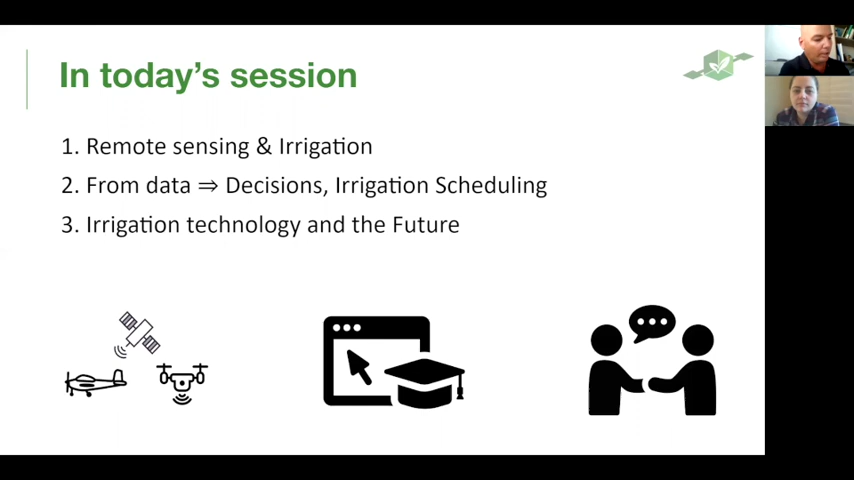 In today's session
1. Remote sensing & Irrigation
2. From data ⇒ Decisions, Irrigation Scheduling
3. Irrigation technology and the Future